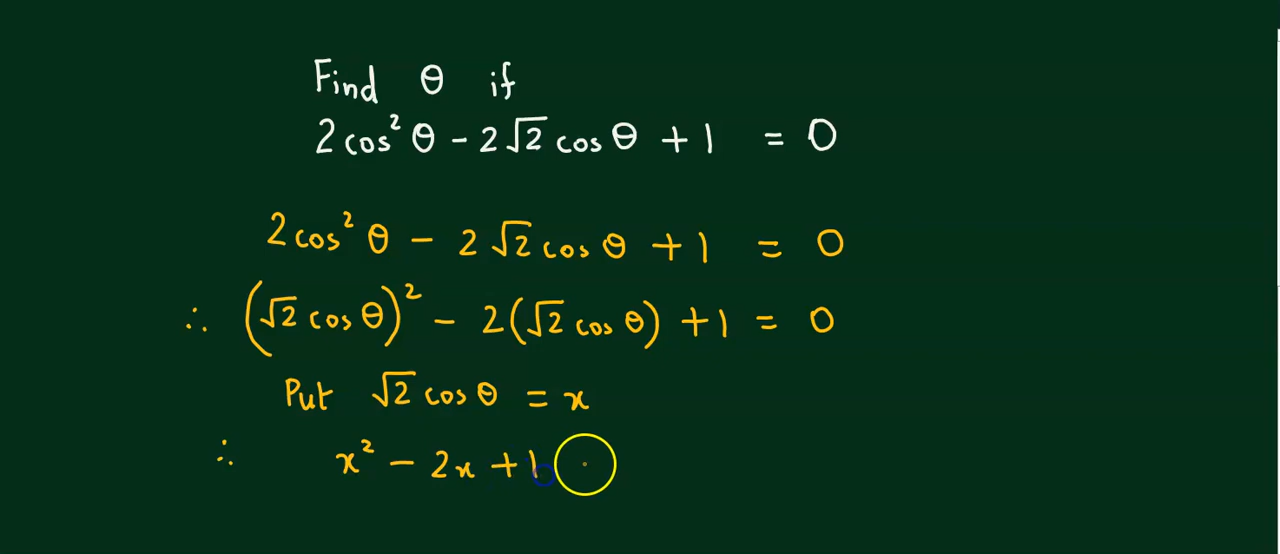 Find θ if
2cos²θ - 2√2 cosθ + 1 = 0
2cos²θ - 2√2 cosθ + 1 = 0
∴ (√2 cosθ)² - 2(√2 cosθ) + 1 = 0
Put √2 cosθ = x
∴ x² - 2x + 1